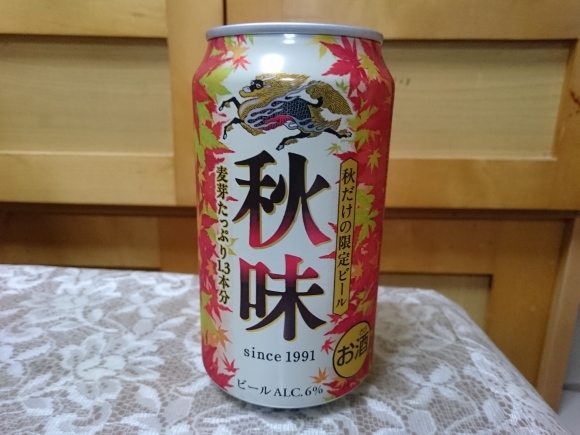 秋味
秋だけの限定ビール
麦芽たっぷり1.3本分
since 1991
お酒
ビール ALC.6%